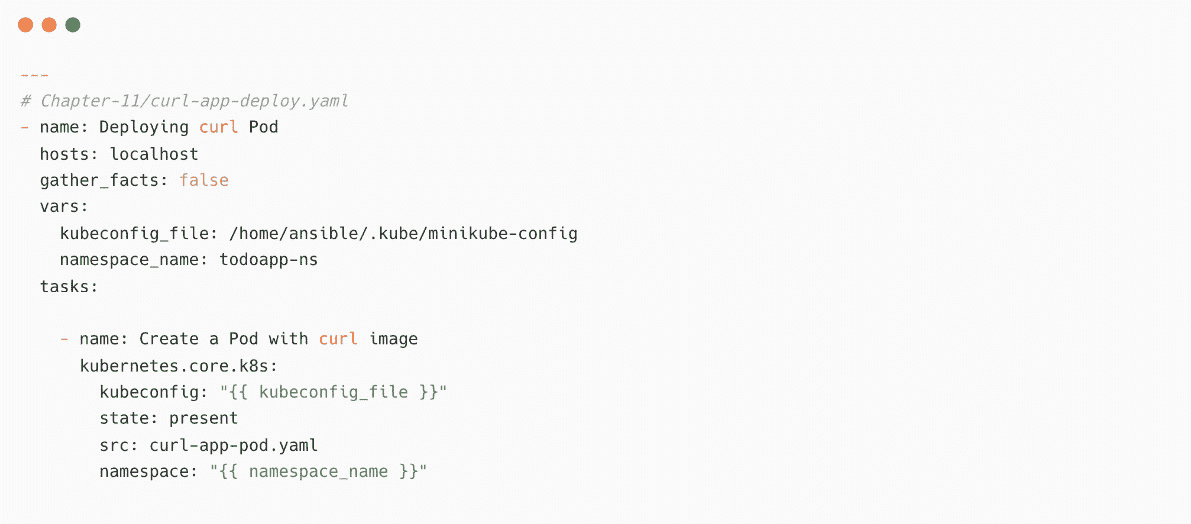 ---
# Chapter-11/curl-app-deploy.yaml
- name: Deploying curl Pod
  hosts: localhost
  gather_facts: false
  vars:
    kubeconfig_file: /home/ansible/.kube/minikube-config
    namespace_name: todoapp-ns
  tasks:

    - name: Create a Pod with curl image
      kubernetes.core.k8s:
        kubeconfig: "{{ kubeconfig_file }}"
        state: present
        src: curl-app-pod.yaml
        namespace: "{{ namespace_name }}"